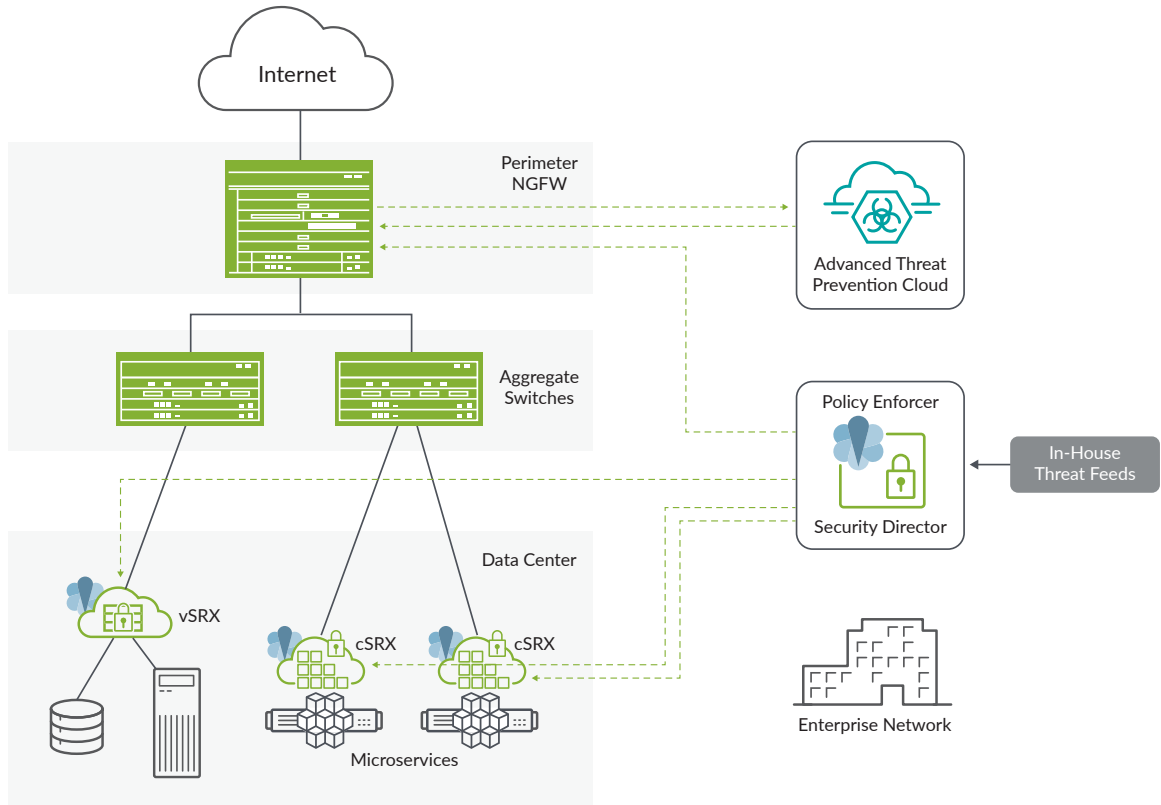 Internet
Perimeter
NGFW
Advanced Threat
Prevention Cloud
Aggregate
Switches
Policy Enforcer
Security Director
In-House
Threat Feeds
Data Center
vSRX
cSRX
cSRX
Microservices
Enterprise Network